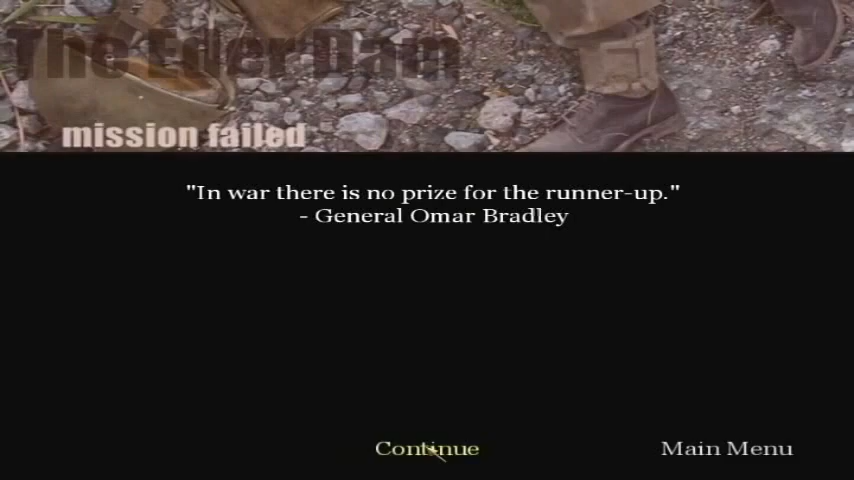 The Eder Dam
mission failed
"In war there is no prize for the runner-up."
- General Omar Bradley
Continue
Main Menu